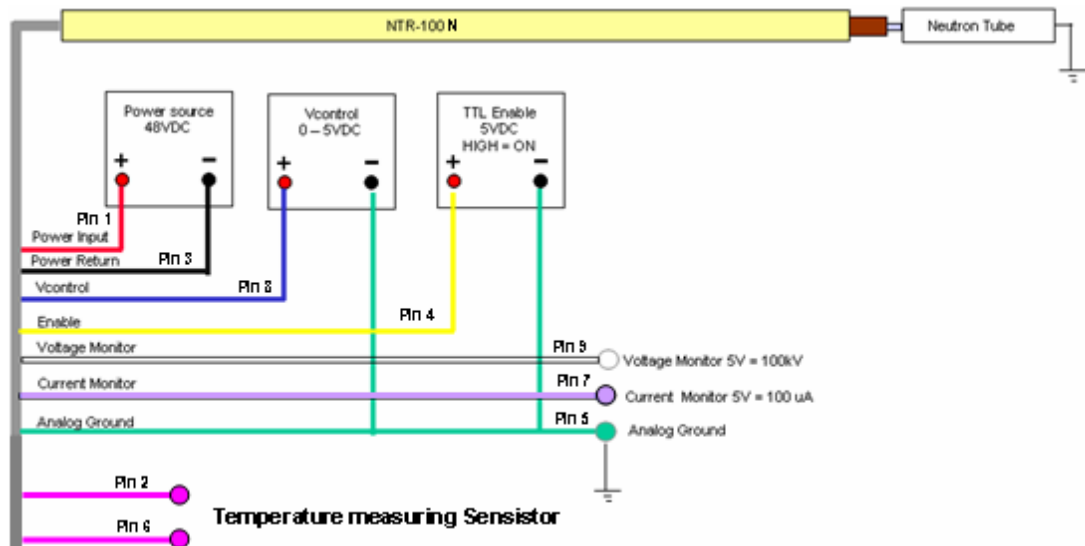 NTR-100 N
Neutron Tube
Power source
48VDC
+ −
Vcontrol
0 – 5VDC
+ −
TTL Enable
5VDC
HIGH = ON
+ −
Pin 1
Power Input
Power Return
Pin 3
Vcontrol
Pin 8
Enable
Pin 4
Voltage Monitor
Pin 9
Voltage Monitor 5V = 100kV
Current Monitor
Pin 7
Current Monitor 5V = 100 uA
Analog Ground
Pin 5
Analog Ground
Pin 2
Temperature measuring Sensistor
Pin 6